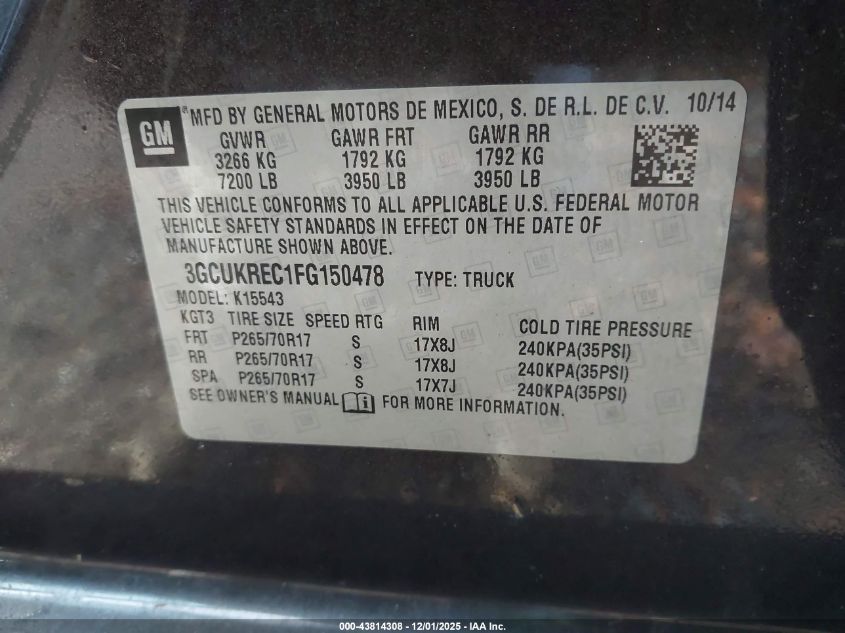 GM MFD BY GENERAL MOTORS DE MEXICO, S. DE R.L. DE C.V. 10/14
GVWR GAWR FRT GAWR RR
3266 KG 1792 KG 1792 KG
7200 LB 3950 LB 3950 LB
THIS VEHICLE CONFORMS TO ALL APPLICABLE U.S. FEDERAL MOTOR
VEHICLE SAFETY STANDARDS IN EFFECT ON THE DATE OF
MANUFACTURE SHOWN ABOVE.
3GCUKREC1FG150478 TYPE: TRUCK
MODEL: K15543
KGT3 TIRE SIZE SPEED RTG RIM COLD TIRE PRESSURE
FRT P265/70R17 S 17X8J 240KPA(35PSI)
RR P265/70R17 S 17X8J 240KPA(35PSI)
SPA P265/70R17 S 17X7J 240KPA(35PSI)
SEE OWNER'S MANUAL i FOR MORE INFORMATION.
000-43814308 - 12/01/2025 - IAA Inc.